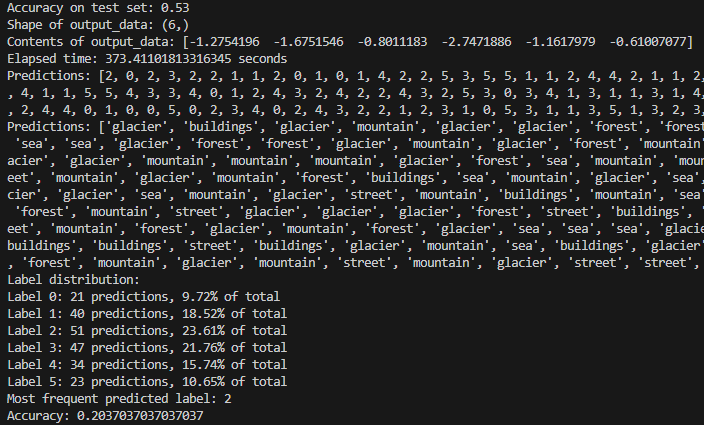 Accuracy on test set: 0.53
Shape of output_data: (6,)
Contents of output_data: [-1.2754196  -1.6751546  -0.8011183  -2.7471886  -1.1617979  -0.61007077]
Elapsed time: 373.41101813316345 seconds
Predictions: [2, 0, 2, 3, 2, 2, 1, 1, 2, 0, 1, 0, 1, 4, 2, 2, 5, 3, 5, 5, 1, 1, 2, 4, 4, 2, 1, 1, 2,
, 4, 1, 1, 5, 5, 4, 3, 3, 4, 0, 1, 2, 4, 3, 2, 4, 2, 2, 4, 3, 2, 5, 3, 0, 3, 4, 1, 3, 1, 1, 3, 1, 4,
, 2, 4, 4, 0, 1, 0, 0, 5, 0, 2, 3, 4, 0, 2, 4, 3, 2, 2, 1, 2, 3, 1, 0, 5, 3, 1, 1, 3, 5, 1, 3, 2, 3,
Predictions: ['glacier', 'buildings', 'glacier', 'mountain', 'glacier', 'glacier', 'forest', 'forest
'sea', 'sea', 'glacier', 'forest', 'forest', 'glacier', 'mountain', 'glacier', 'forest', 'mountain'
acier', 'glacier', 'mountain', 'mountain', 'mountain', 'glacier', 'forest', 'sea', 'mountain', 'moun
eet', 'mountain', 'glacier', 'mountain', 'forest', 'buildings', 'sea', 'mountain', 'glacier', 'sea',
cier', 'glacier', 'sea', 'mountain', 'glacier', 'street', 'mountain', 'buildings', 'mountain', 'sea'
'forest', 'mountain', 'street', 'glacier', 'glacier', 'glacier', 'forest', 'street', 'buildings', '
eet', 'mountain', 'forest', 'glacier', 'mountain', 'forest', 'glacier', 'sea', 'sea', 'sea', 'glacie
buildings', 'buildings', 'street', 'buildings', 'glacier', 'mountain', 'sea', 'buildings', 'glacier'
, 'forest', 'mountain', 'glacier', 'mountain', 'street', 'mountain', 'glacier', 'street', 'street',
Label distribution:
Label 0: 21 predictions, 9.72% of total
Label 1: 40 predictions, 18.52% of total
Label 2: 51 predictions, 23.61% of total
Label 3: 47 predictions, 21.76% of total
Label 4: 34 predictions, 15.74% of total
Label 5: 23 predictions, 10.65% of total
Most frequent predicted label: 2
Accuracy: 0.2037037037037037